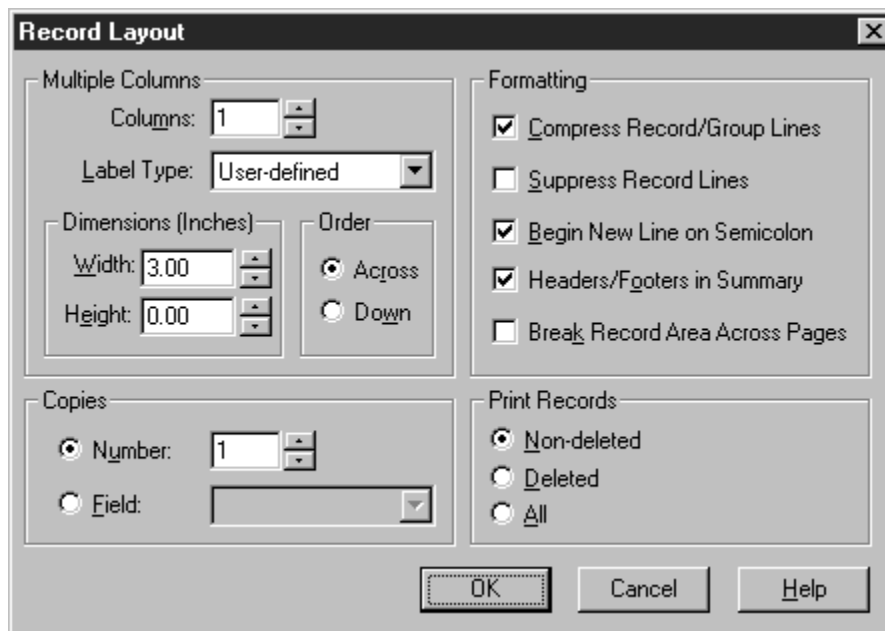 Record Layout
Multiple Columns
Columns: 1
Label Type: User-defined
Dimensions (Inches)
Width: 3.00
Height: 0.00
Order
Across
Down
Formatting
Compress Record/Group Lines
Suppress Record Lines
Begin New Line on Semicolon
Headers/Footers in Summary
Break Record Area Across Pages
Copies
Number: 1
Field:
Print Records
Non-deleted
Deleted
All
OK
Cancel
Help